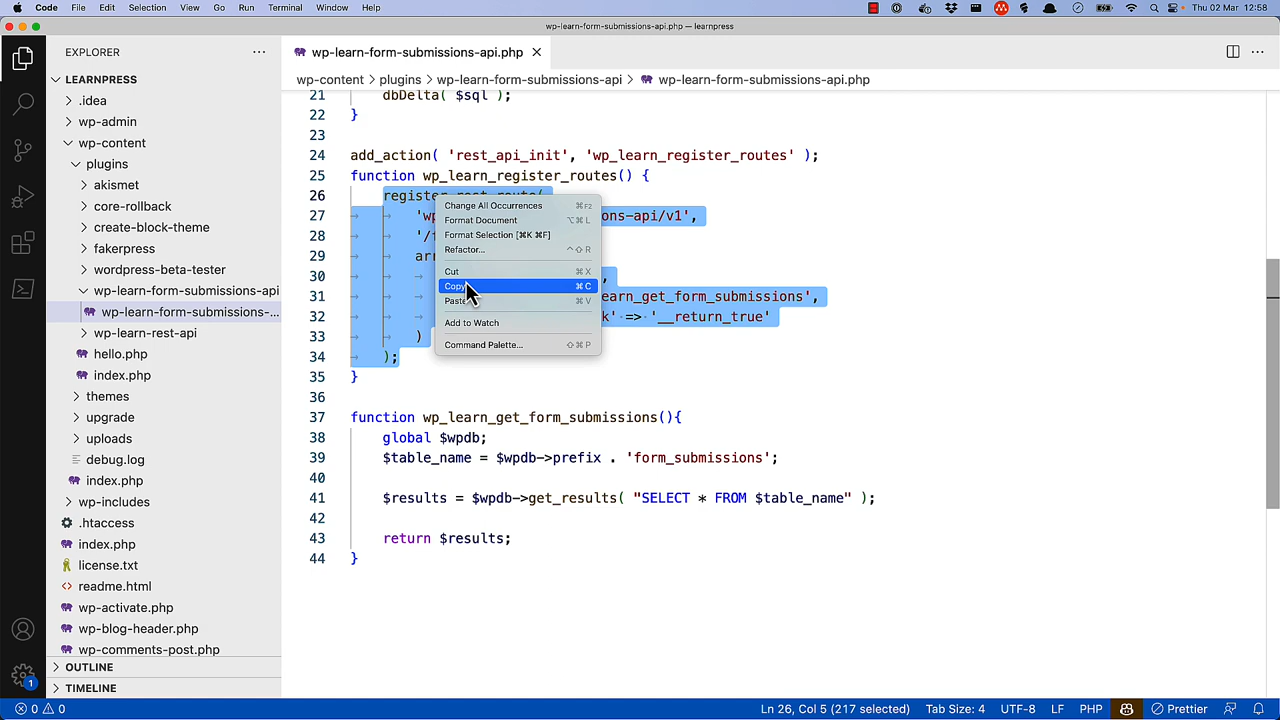 Code File Edit Selection View Go Run Terminal Window Help Thu 02 Mar 12:58
wp-learn-form-submissions-api.php — learnpress
EXPLORER
LEARNPRESS
.idea
wp-admin
wp-content
plugins
akismet
core-rollback
create-block-theme
fakerpress
wordpress-beta-tester
wp-learn-form-submissions-api
wp-learn-form-submissions-...
wp-learn-rest-api
hello.php
index.php
themes
upgrade
uploads
debug.log
index.php
wp-includes
.htaccess
index.php
license.txt
readme.html
wp-activate.php
wp-blog-header.php
wp-comments-post.php
OUTLINE
TIMELINE
1
wp-learn-form-submissions-api.php
wp-content > plugins > wp-learn-form-submissions-api > wp-learn-form-submissions-api.php
21 dbDelta( $sql );
22 }
23
24 add_action( 'rest_api_init', 'wp_learn_register_routes' );
25 function wp_learn_register_routes() {
26 register_rest_route(
27 'w ons-api/v1',
28 '/
29 ar
30 ,
31 earn_get_form_submissions',
32 k' => '__return_true'
33 )
34 );
35 }
36
37 function wp_learn_get_form_submissions(){
38 global $wpdb;
39 $table_name = $wpdb->prefix . 'form_submissions';
40
41 $results = $wpdb->get_results( "SELECT * FROM $table_name" );
42
43 return $results;
44 }
Change All Occurrences ⌘F2
Format Document ⌥⌘L
Format Selection [⌘K ⌘F]
Refactor... ^⇧R
Cut ⌘X
Copy ⌘C
Paste ⌘V
Add to Watch
Command Palette... ⇧⌘P
0 0 Ln 26, Col 5 (217 selected) Tab Size: 4 UTF-8 LF PHP Prettier